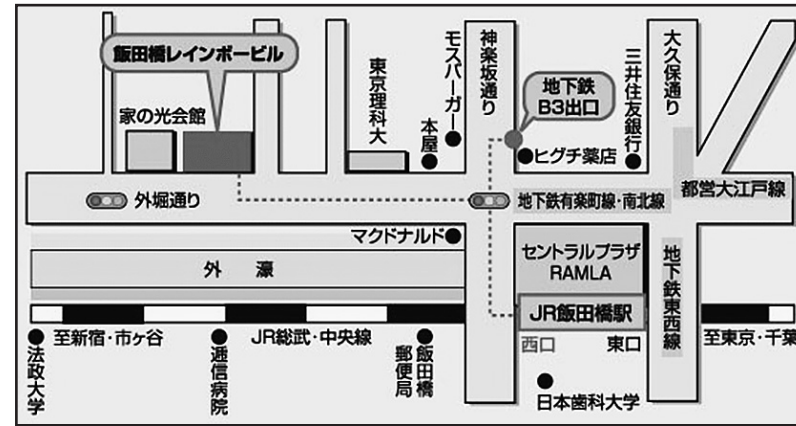 飯田橋レインボービル
家の光会館
東京理科大
モスバーガー
本屋
神楽坂通り
地下鉄
B3出口
ヒグチ薬店
三井住友銀行
大久保通り
外堀通り
地下鉄有楽町線・南北線
都営大江戸線
マクドナルド
セントラルプラザ
RAMLA
地下鉄東西線
外 濠
JR飯田橋駅
西口
東口
至新宿・市ヶ谷
JR総武・中央線
至東京・千葉
法政大学
逓信病院
飯田橋
郵便局
日本歯科大学